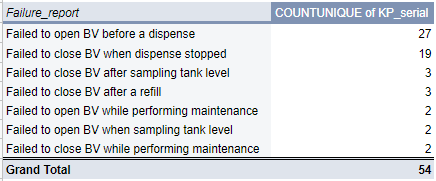 Failure_report COUNTUNIQUE of KP_serial
Failed to open BV before a dispense 27
Failed to close BV when dispense stopped 19
Failed to close BV after sampling tank level 3
Failed to close BV after a refill 3
Failed to open BV while performing maintenance 2
Failed to open BV when sampling tank level 2
Failed to close BV while performing maintenance 2
Grand Total 54